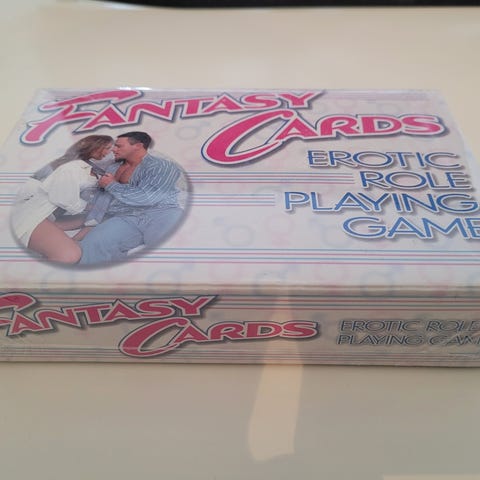 FANTASY
CARDS
EROTIC
ROLE
PLAYING
GAME
FANTASY
CARDS
EROTIC ROLE
PLAYING GAME